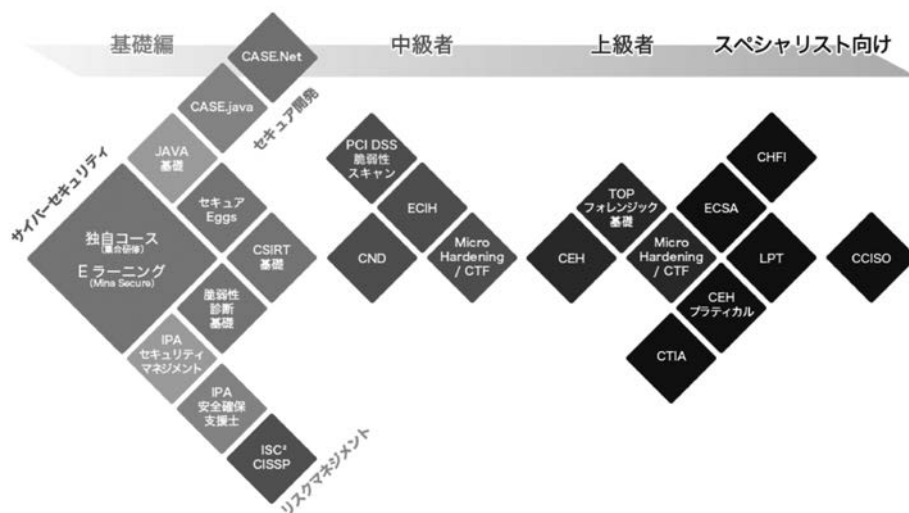 基礎編
中級者
上級者
スペシャリスト向け
CASE.Net
CASE.java
セキュア開発
JAVA
基礎
サイバーセキュリティ
セキュア
Eggs
独自コース
(集合研修)
Eラーニング
(Mina Secure)
CSIRT
基礎
脆弱性
診断
基礎
IPA
セキュリティ
マネジメント
IPA
安全確保
支援士
ISC²
CISSP
リスクマネジメント
PCI DSS
脆弱性
スキャン
ECIH
CND
Micro
Hardening
/ CTF
CEH
TOP
フォレンジック
基礎
Micro
Hardening
/ CTF
ECSA
CHFI
LPT
CEH
プラティカル
CTIA
CCISO